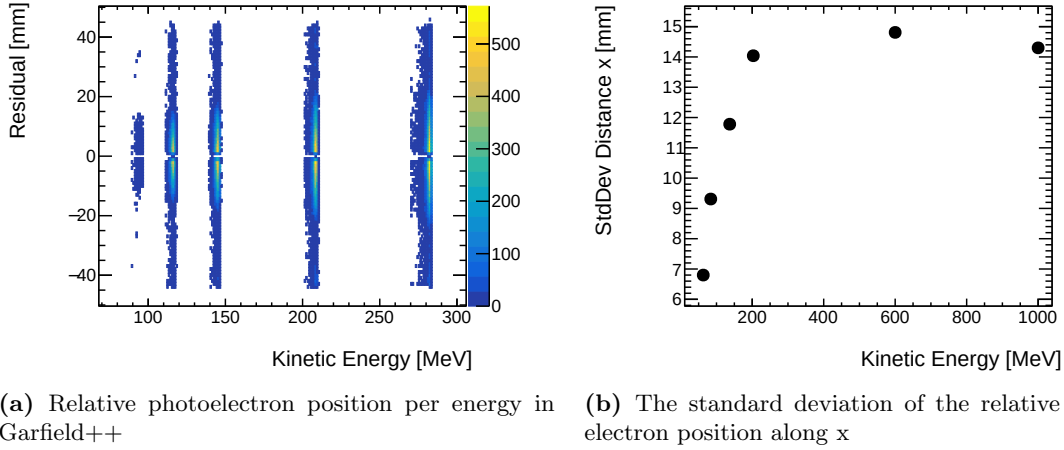 Residual [mm]
40
20
0
−20
−40
100 150 200 250 300
Kinetic Energy [MeV]
500
400
300
200
100
0
StdDev Distance x [mm]
15
14
13
12
11
10
9
8
7
6
200 400 600 800 1000
Kinetic Energy [MeV]
(a) Relative photoelectron position per energy in
Garfield++
(b) The standard deviation of the relative
electron position along x